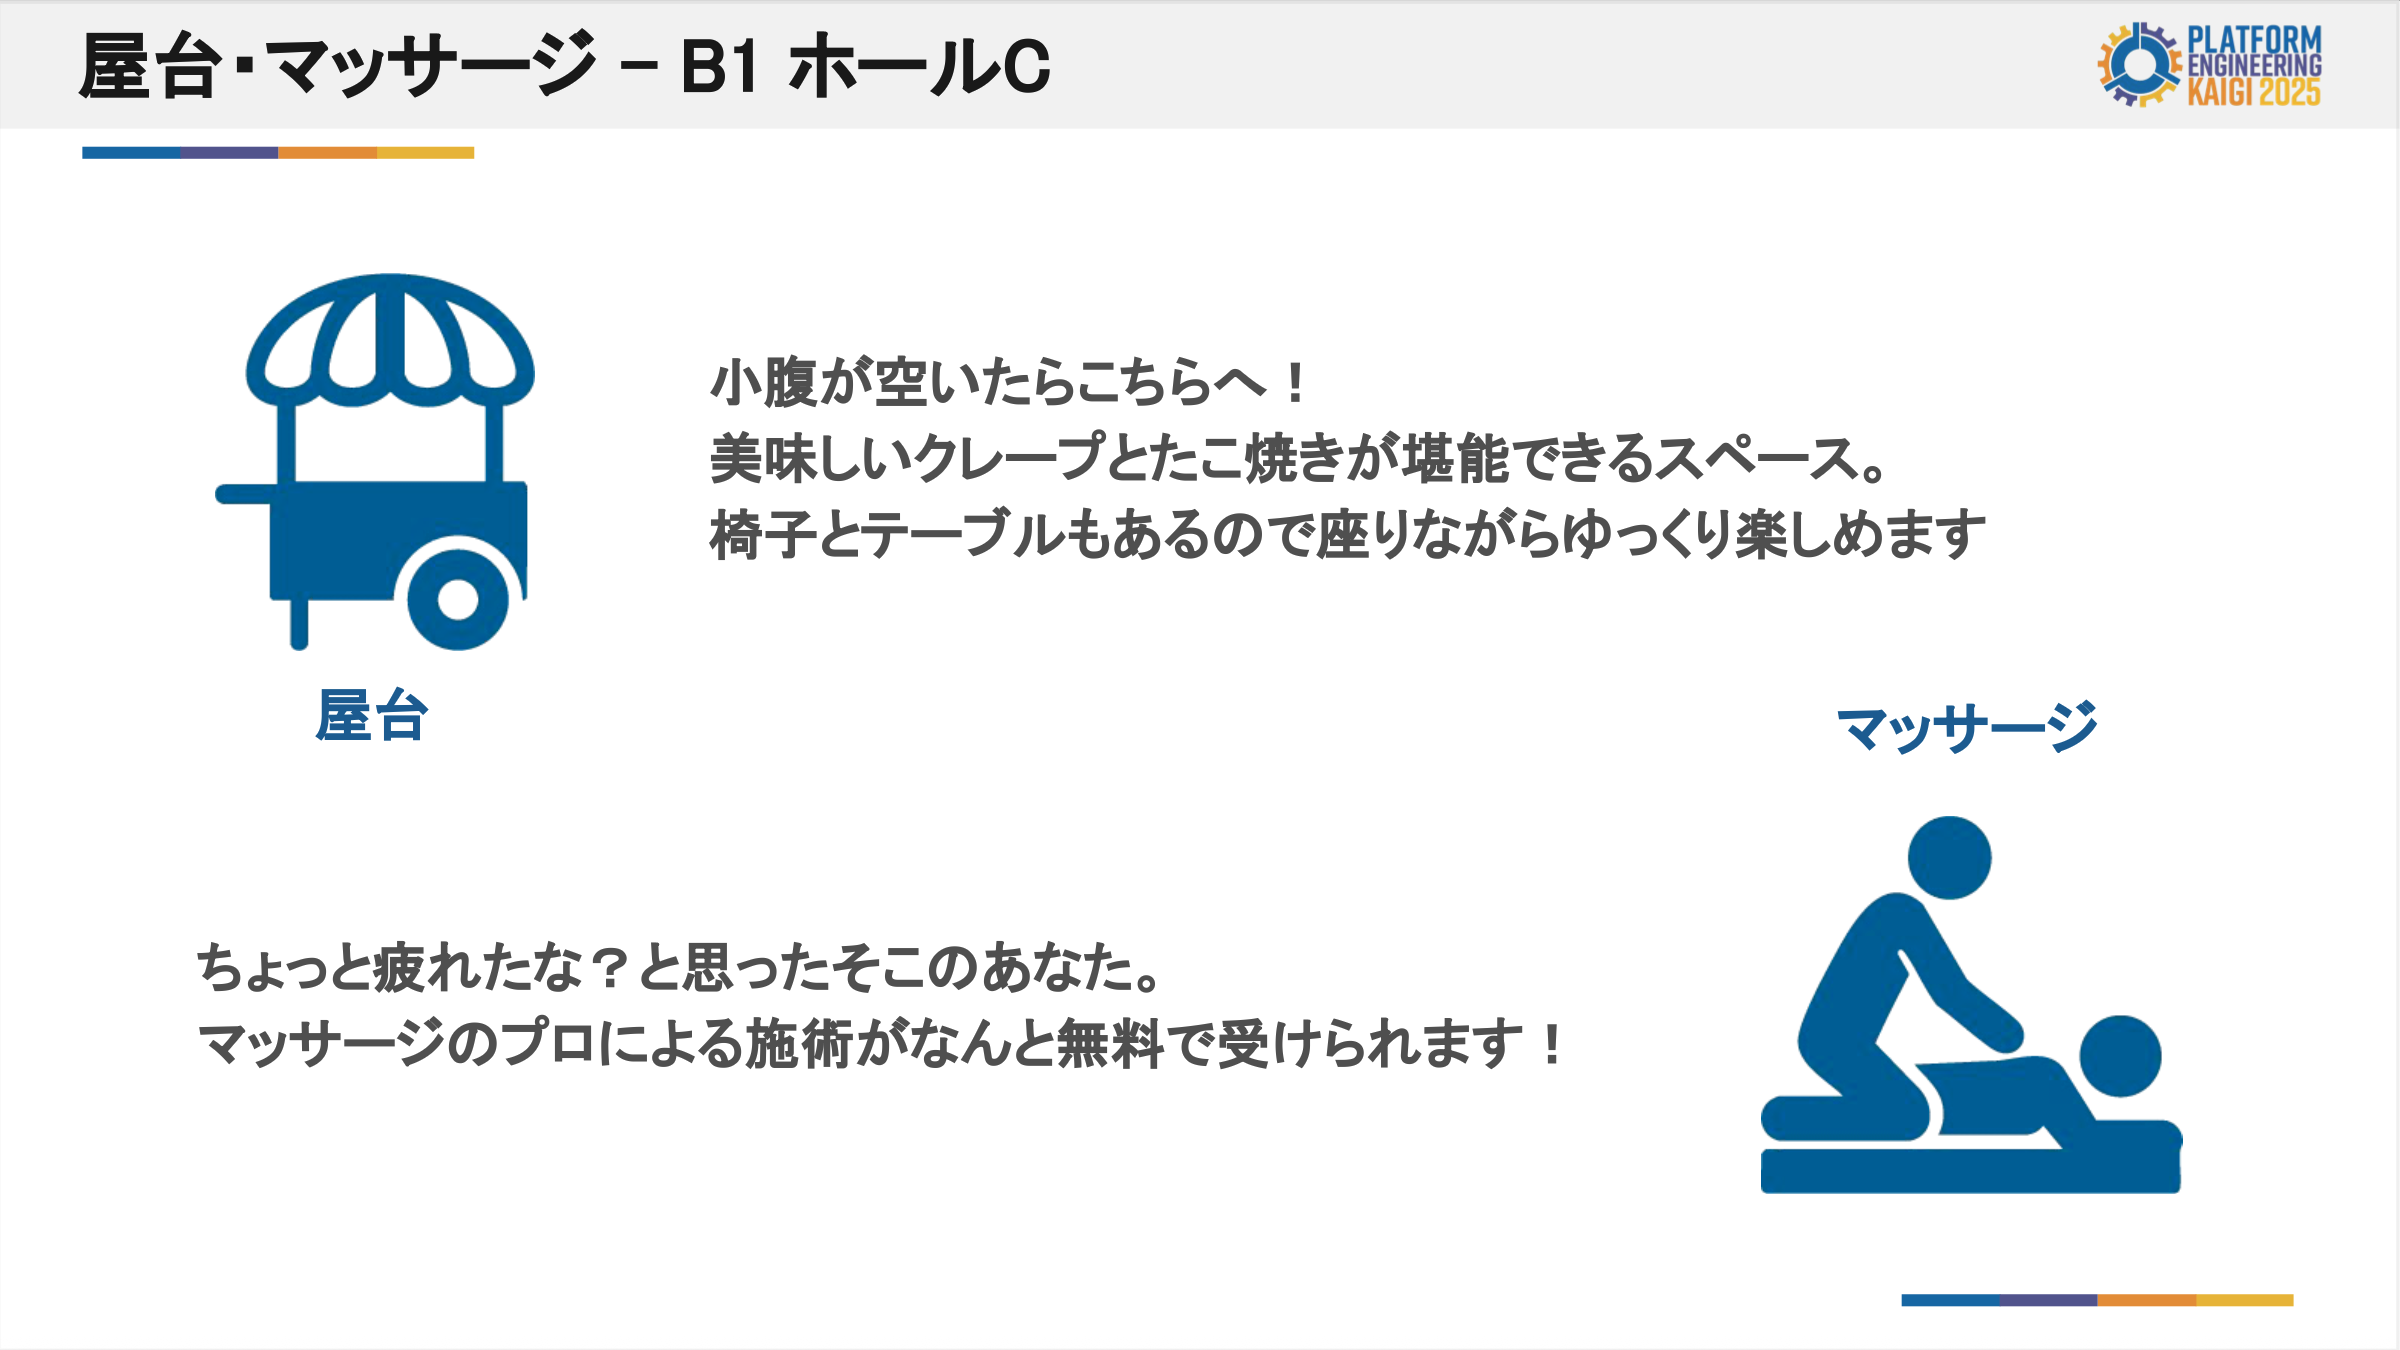 屋台・マッサージ – B1 ホールC
PLATFORM
ENGINEERING
KAIGI 2025
小腹が空いたらこちらへ！
美味しいクレープとたこ焼きが堪能できるスペース。
椅子とテーブルもあるので座りながらゆっくり楽しめます
屋台
マッサージ
ちょっと疲れたな？と思ったそこのあなた。
マッサージのプロによる施術がなんと無料で受けられます！